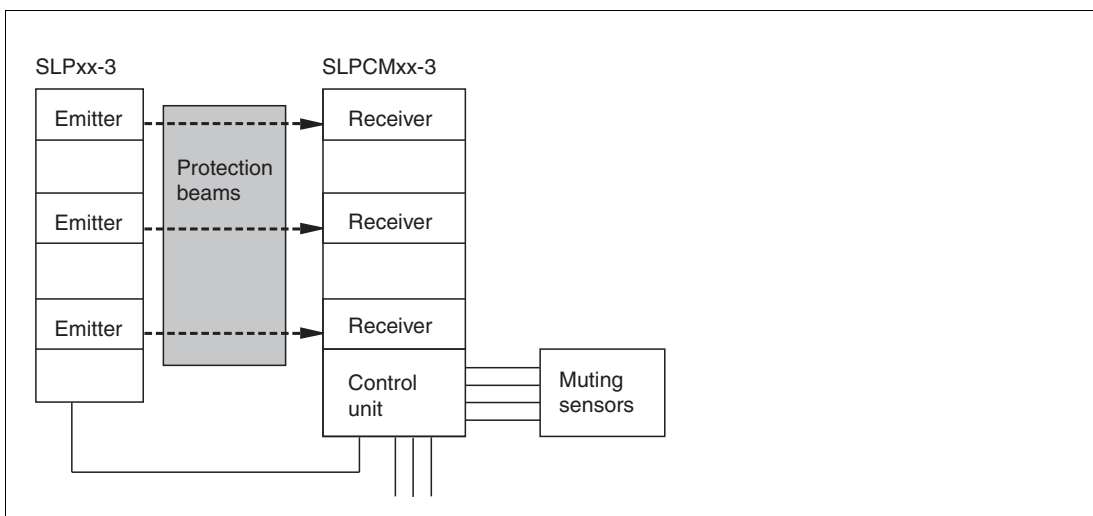 SLPxx-3
SLPCMxx-3
Emitter
Receiver
Protection
beams
Emitter
Receiver
Emitter
Receiver
Control
unit
Muting
sensors